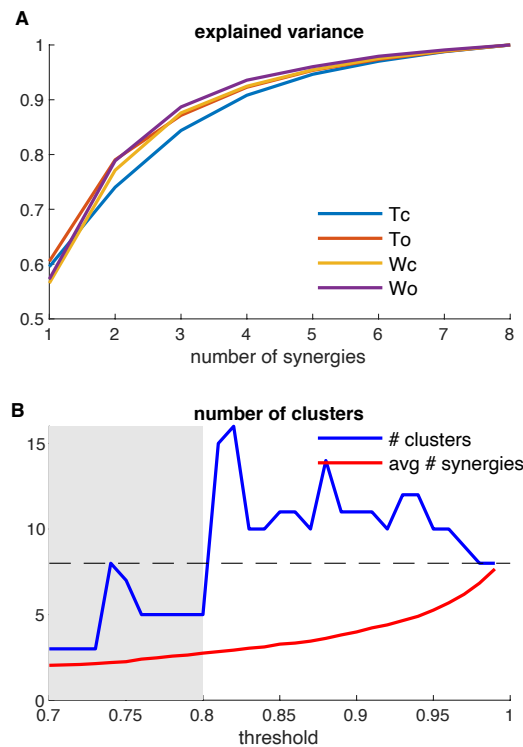 A
explained variance
1
0.9
0.8
0.7
0.6
0.5
Tc
To
Wc
Wo
1 2 3 4 5 6 7 8
number of synergies
B
number of clusters
15
10
5
0
# clusters
avg # synergies
0.7 0.75 0.8 0.85 0.9 0.95 1
threshold